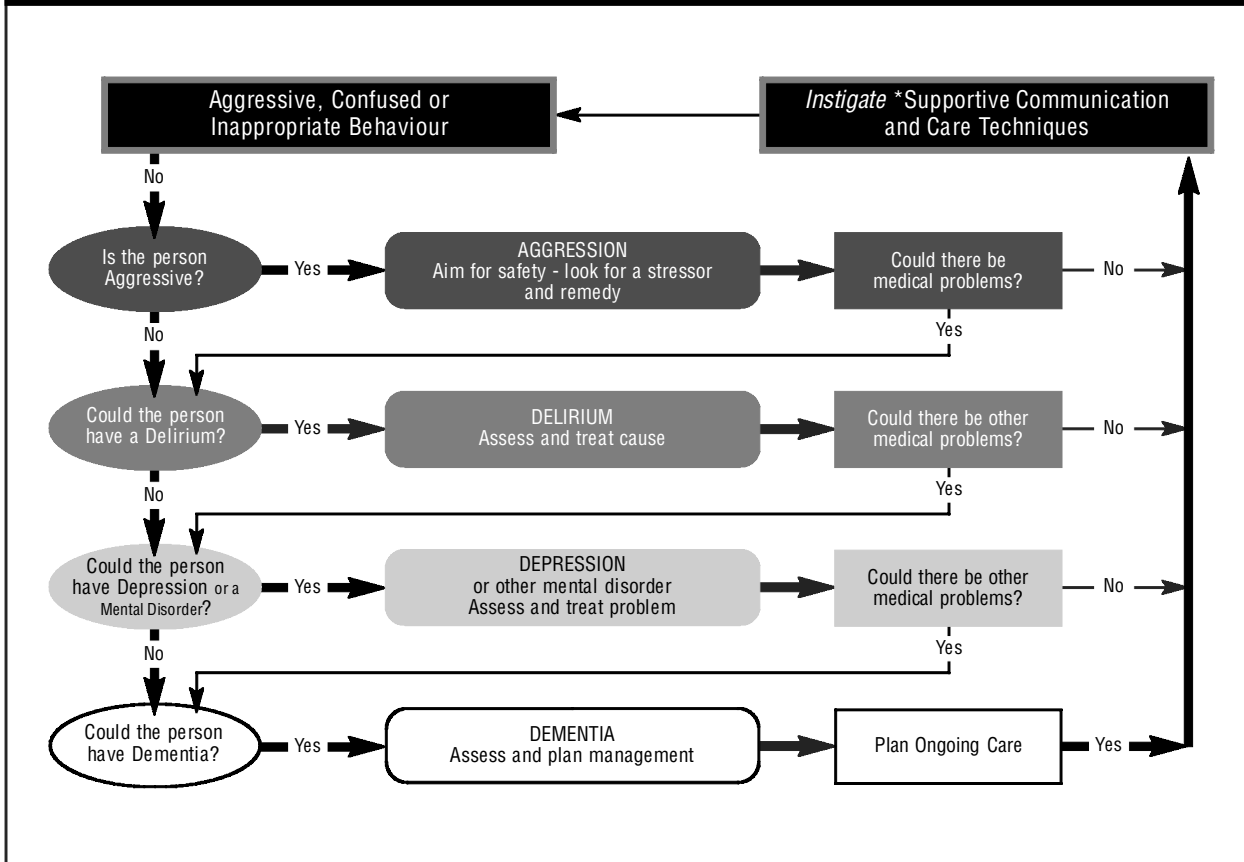 Aggressive, Confused or
Inappropriate Behaviour
Instigate *Supportive Communication
and Care Techniques
No
Is the person
Aggressive?
Yes
AGGRESSION
Aim for safety - look for a stressor
and remedy
Could there be
medical problems?
No
No
Yes
Could the person
have a Delirium?
Yes
DELIRIUM
Assess and treat cause
Could there be other
medical problems?
No
No
Yes
Could the person
have Depression or a
Mental Disorder?
Yes
DEPRESSION
or other mental disorder
Assess and treat problem
Could there be other
medical problems?
No
No
Yes
Could the person
have Dementia?
Yes
DEMENTIA
Assess and plan management
Plan Ongoing Care
Yes